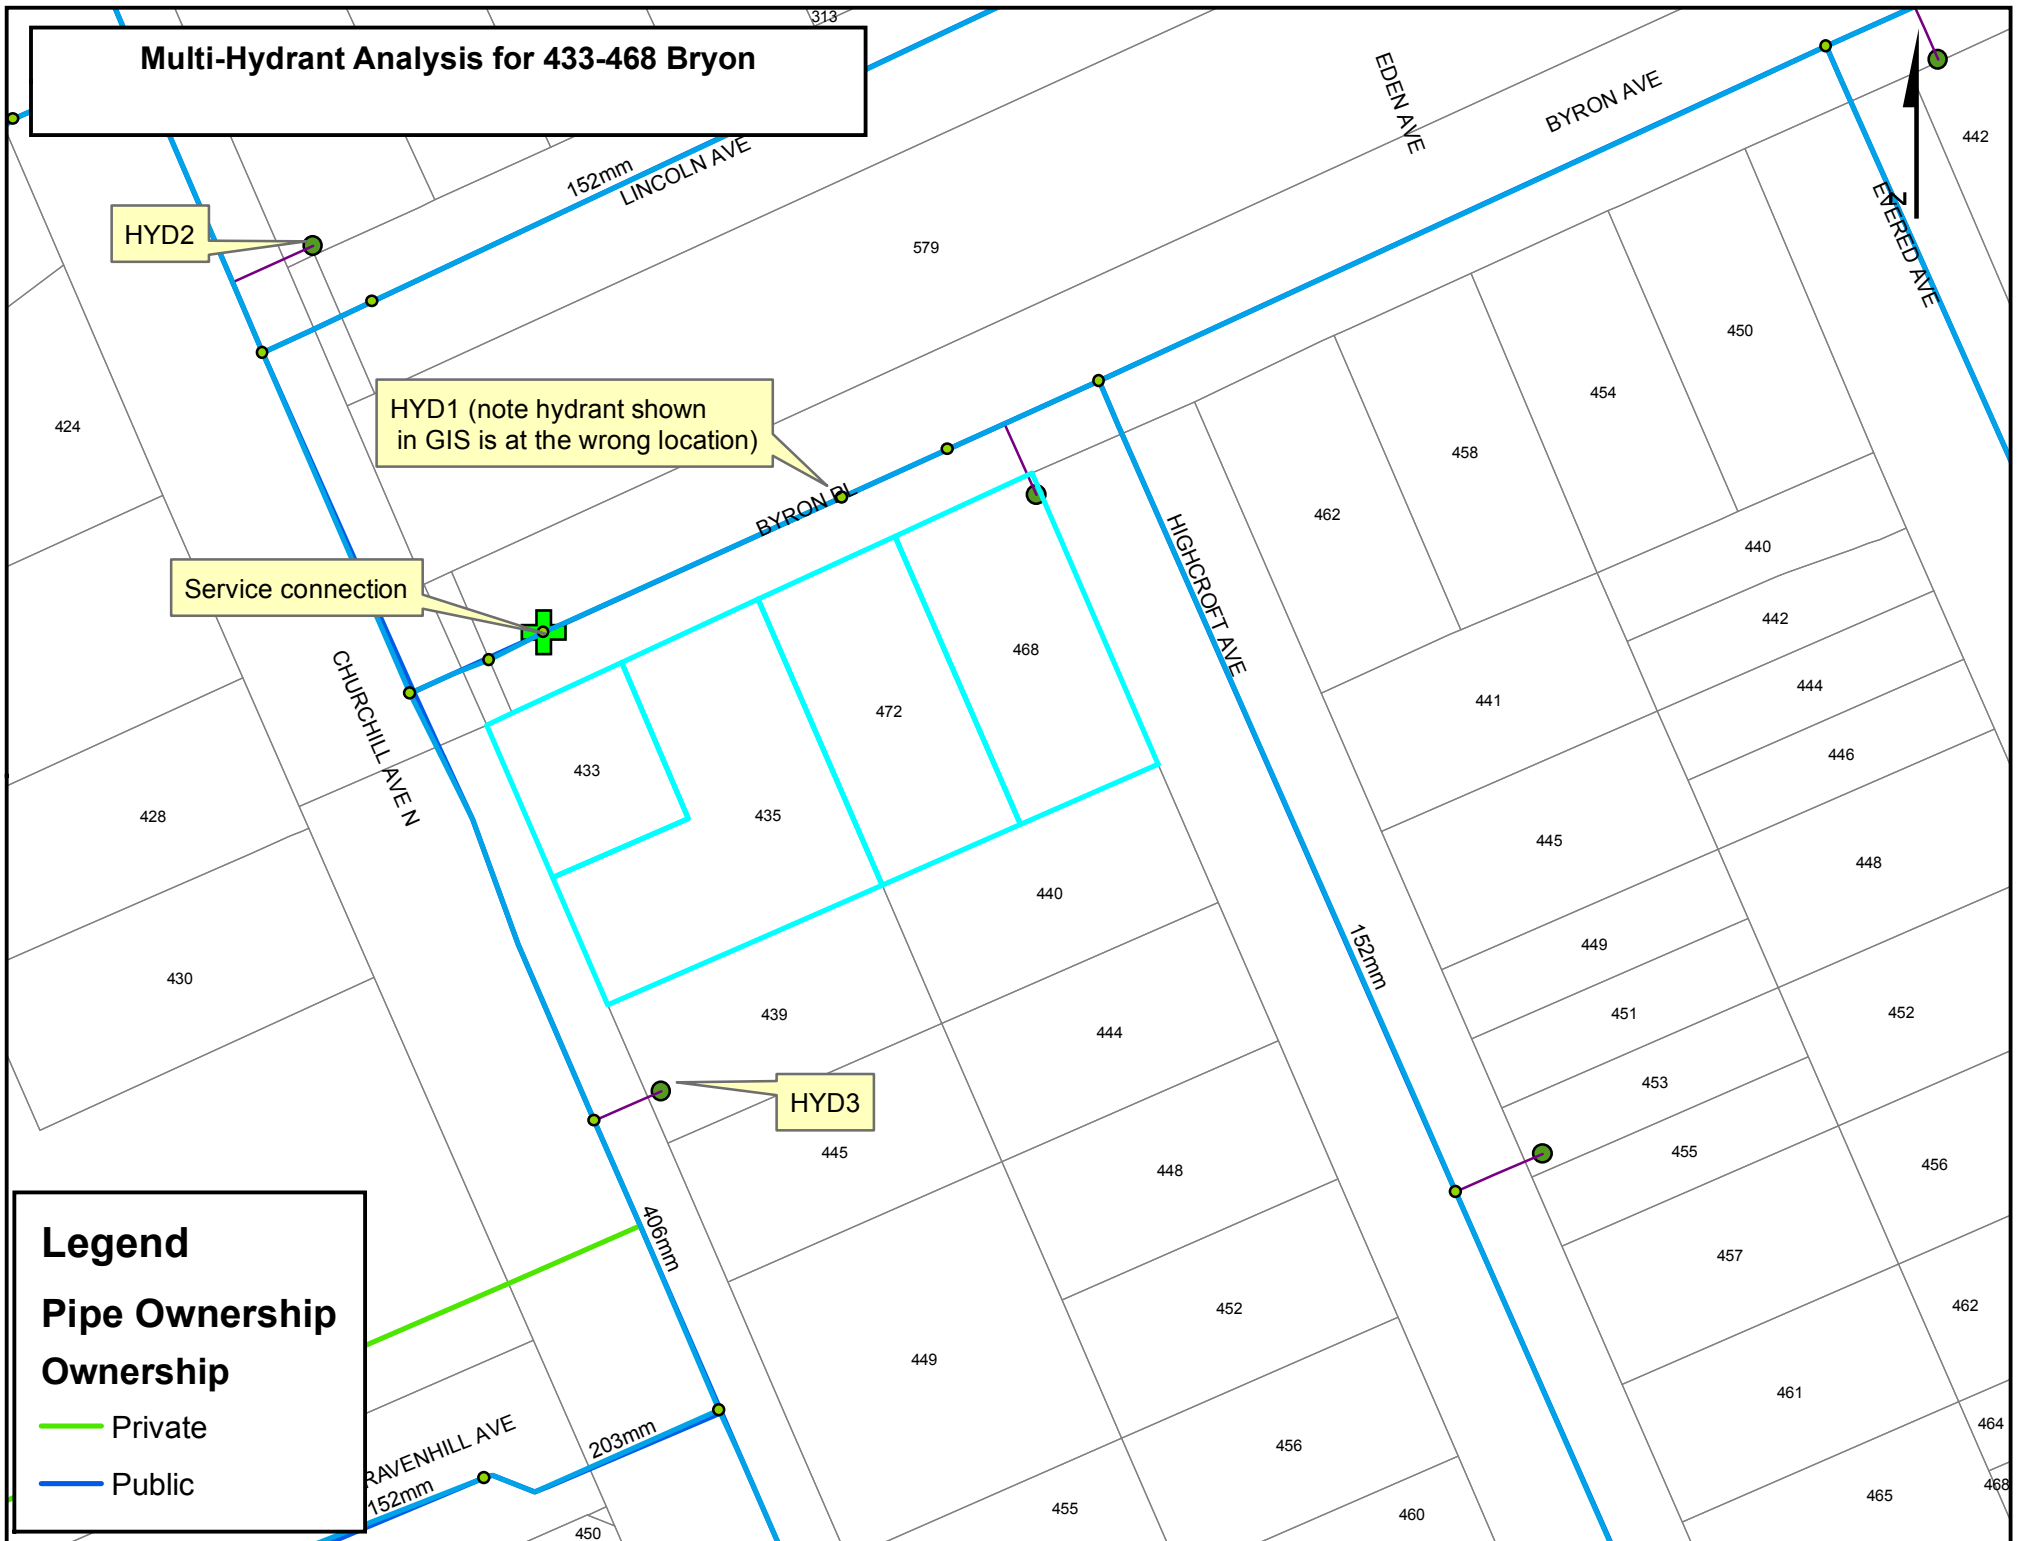 313
Multi-Hydrant Analysis for 433-468 Bryon
EDEN AVE
BYRON AVE
442
152mm
LINCOLN AVE
EVERED AVE
N
HYD2
579
450
454
424
HYD1 (note hydrant shown
in GIS is at the wrong location)
458
BYRON PL
462
HIGHCROFT AVE
440
Service connection
442
468
444
CHURCHILL AVE N
472
441
446
433
428
435
445
448
440
449
152mm
430
439
444
451
452
453
HYD3
445
455
448
456
406mm
Legend
457
Pipe Ownership
452
462
Ownership
449
461
464
Private
RAVENHILL AVE
203mm
456
468
Public
152mm
455
460
465
450